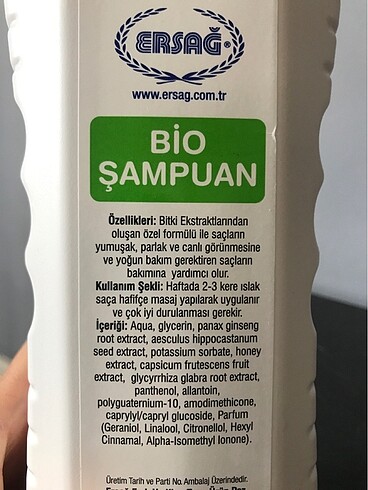 ERSAĞ®
www.ersag.com.tr
BİO
ŞAMPUAN
Özellikleri: Bitki Ekstraktlarından
oluşan özel formülü ile saçların
yumuşak, parlak ve canlı görünmesine
ve yoğun bakım gerektiren saçların
bakımına yardımcı olur.
Kullanım Şekli: Haftada 2-3 kere ıslak
saça hafifçe masaj yapılarak uygulanır
ve çok iyi durulanması gerekir.
İçeriği: Aqua, glycerin, panax ginseng
root extract, aesculus hippocastanum
seed extract, potassium sorbate, honey
extract, capsicum frutescens fruit
extract, glycyrrhiza glabra root extract,
panthenol, allantoin,
polyguaternium-10, amodimethicone,
caprylyl/capryl glucoside, Parfum
(Geraniol, Linalool, Citronellol, Hexyl
Cinnamal, Alpha-Isomethyl Ionone).
Üretim Tarih ve Parti No. Ambalaj Üzerindedir.